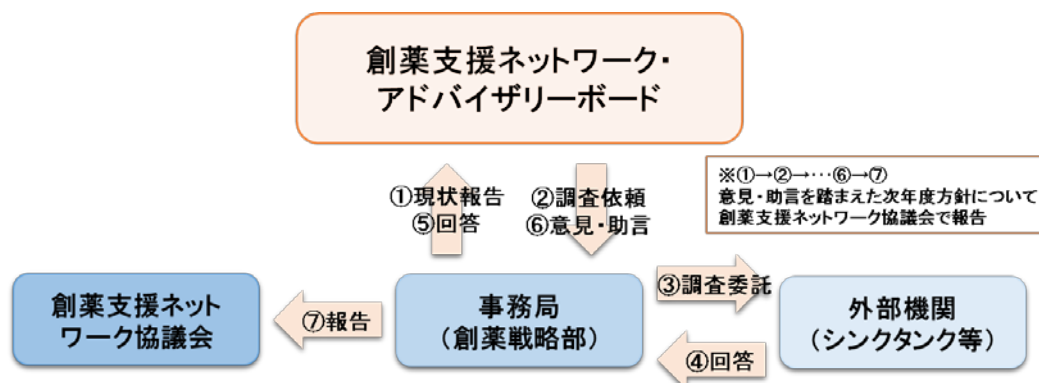 創薬支援ネットワーク・
アドバイザリーボード
①現状報告
⑤回答
②調査依頼
⑥意見・助言
※①→②→･･･⑥→⑦
意見・助言を踏まえた次年度方針について
創薬支援ネットワーク協議会で報告
創薬支援ネット
ワーク協議会
⑦報告
事務局
（創薬戦略部）
③調査委託
④回答
外部機関
（シンクタンク等）